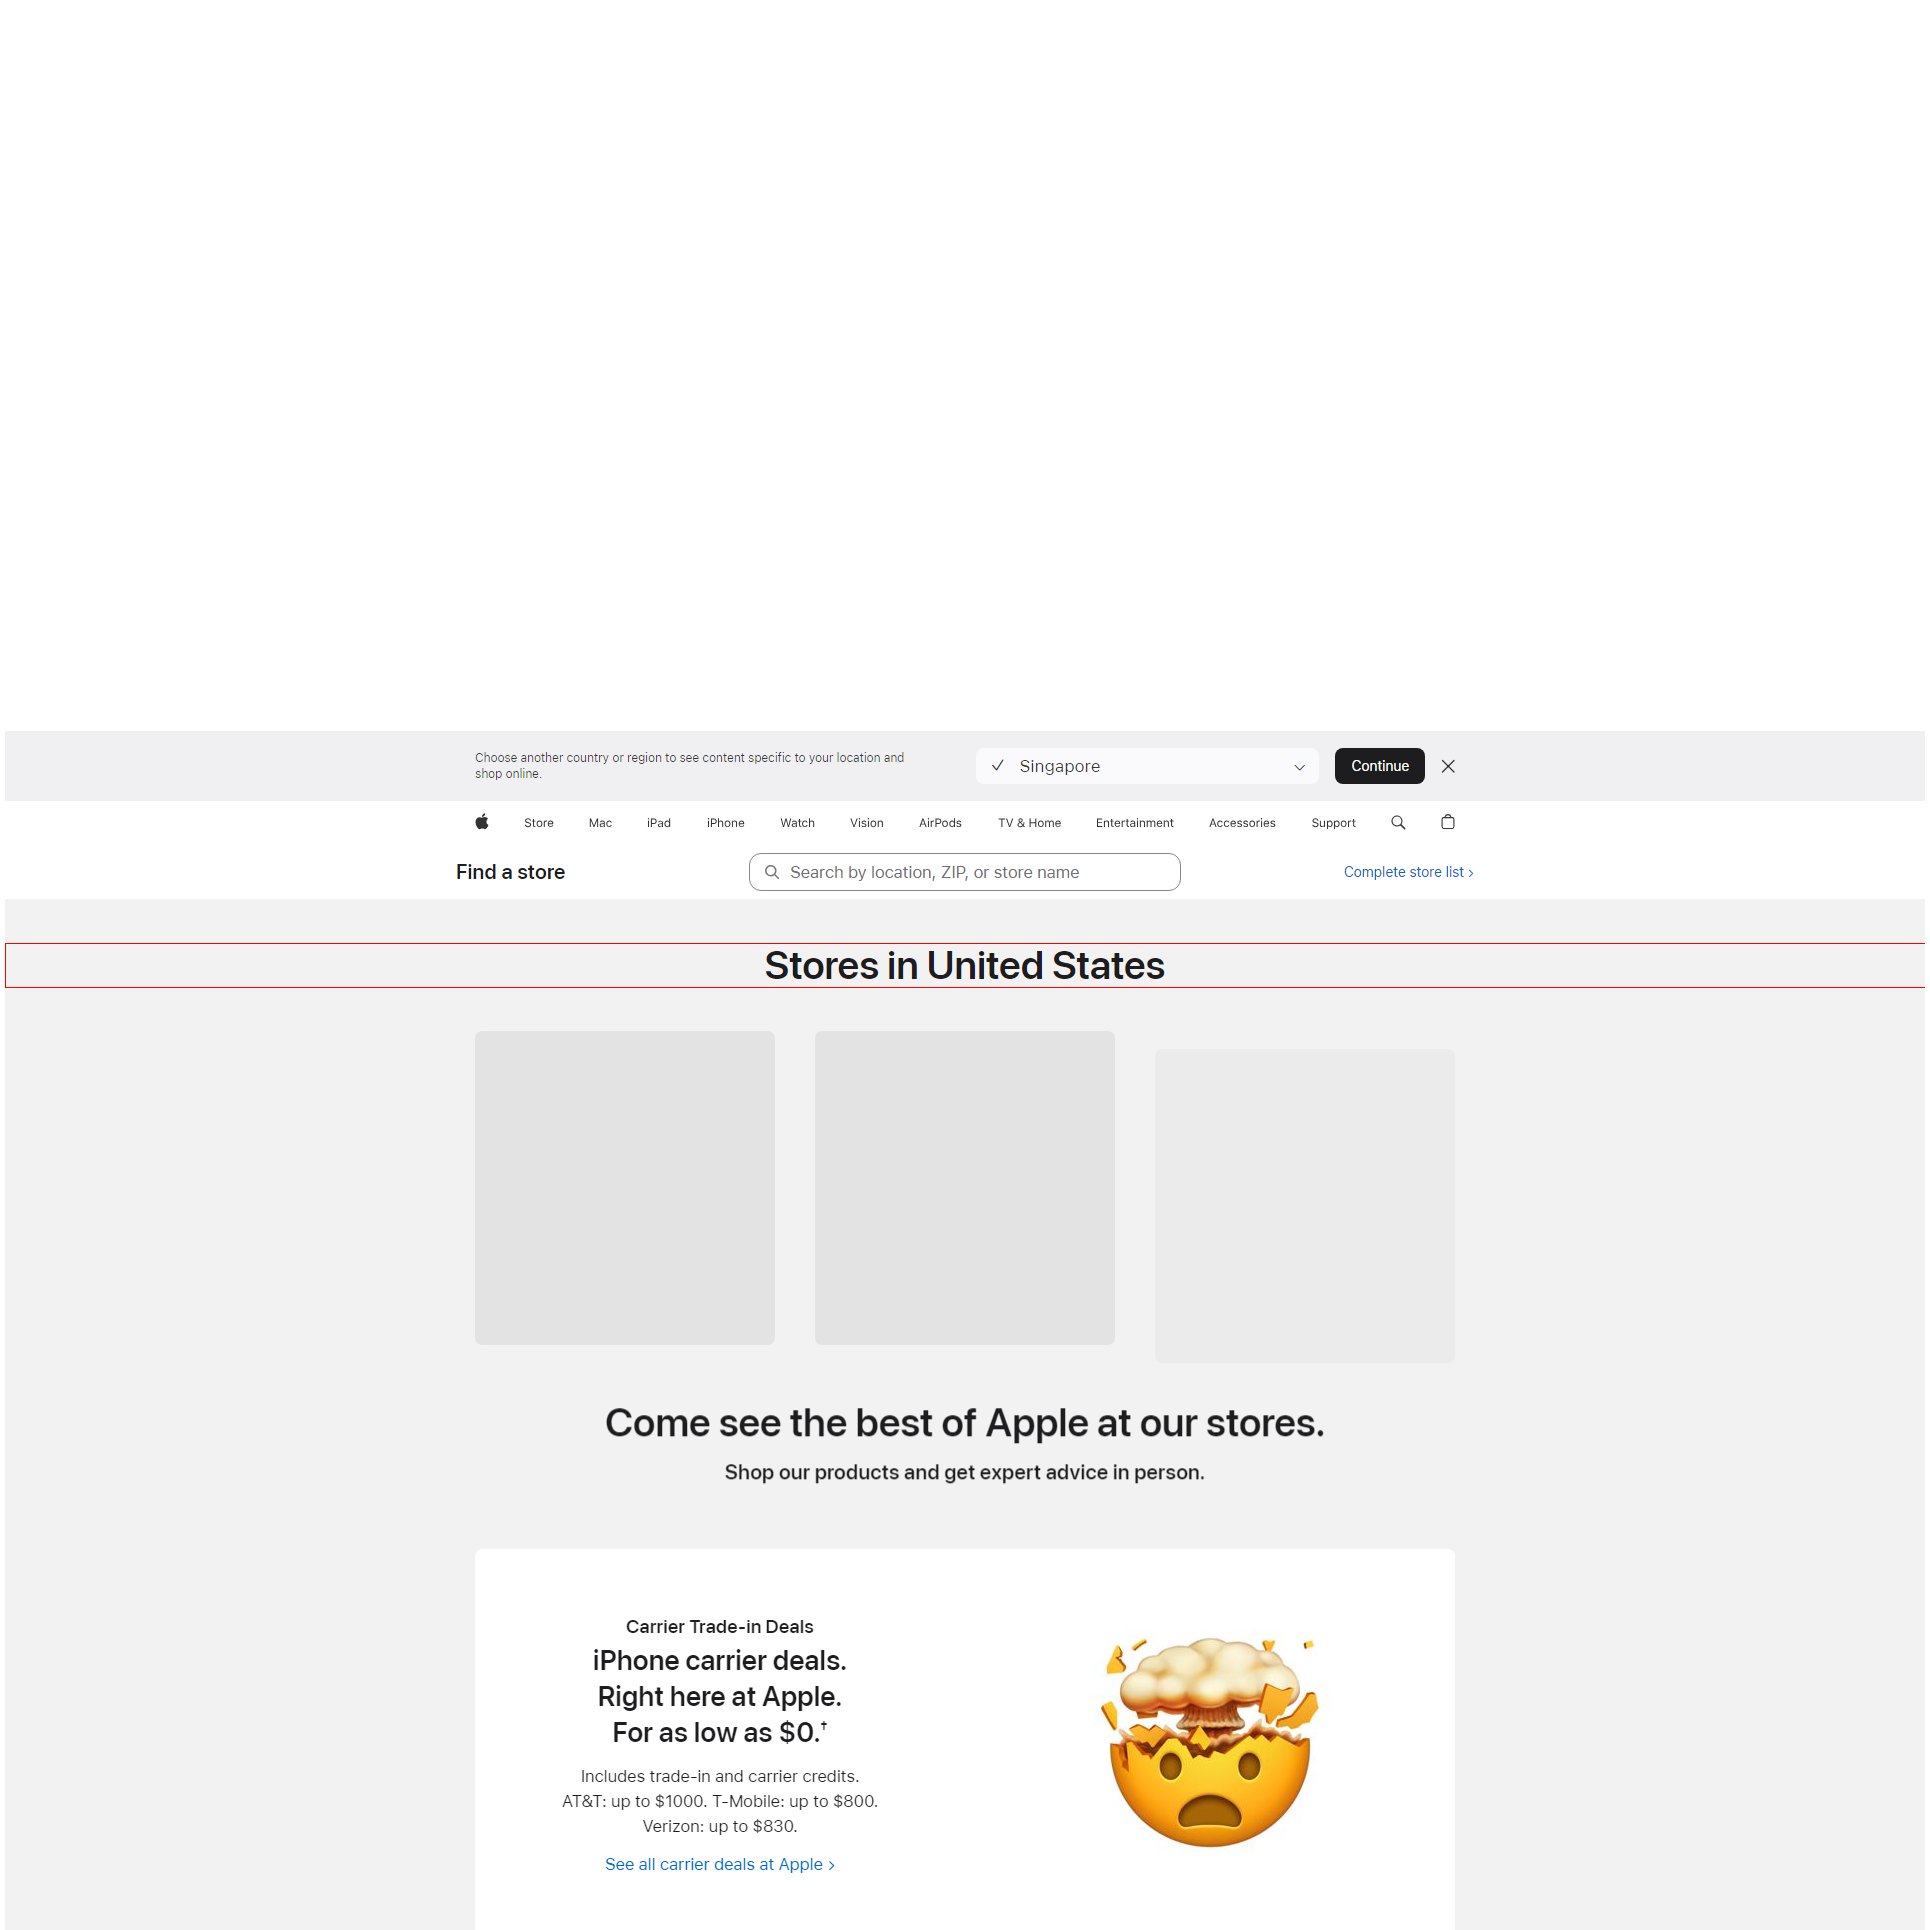 Choose another country or region to see content specific to your location and
shop online.
Singapore
Continue
Store Mac iPad iPhone Watch Vision AirPods TV & Home Entertainment Accessories Support
Find a store
Search by location, ZIP, or store name
Complete store list >
Stores in United States
Come see the best of Apple at our stores.
Shop our products and get expert advice in person.
Carrier Trade-in Deals
iPhone carrier deals.
Right here at Apple.
For as low as $0.†
Includes trade-in and carrier credits.
AT&T: up to $1000. T-Mobile: up to $800.
Verizon: up to $830.
See all carrier deals at Apple >